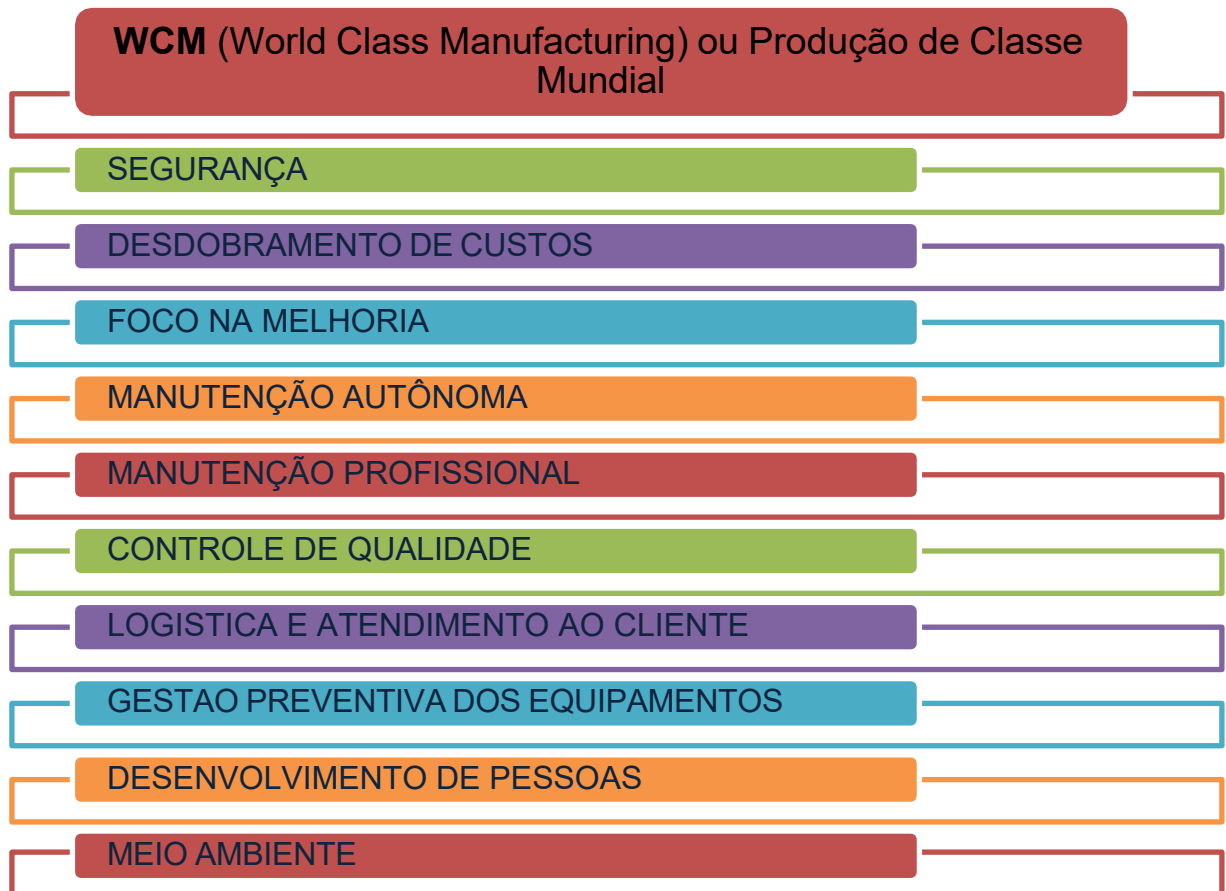 WCM (World Class Manufacturing) ou Produção de Classe
Mundial
SEGURANÇA
DESDOBRAMENTO DE CUSTOS
FOCO NA MELHORIA
MANUTENÇÃO AUTÔNOMA
MANUTENÇÃO PROFISSIONAL
CONTROLE DE QUALIDADE
LOGISTICA E ATENDIMENTO AO CLIENTE
GESTAO PREVENTIVA DOS EQUIPAMENTOS
DESENVOLVIMENTO DE PESSOAS
MEIO AMBIENTE